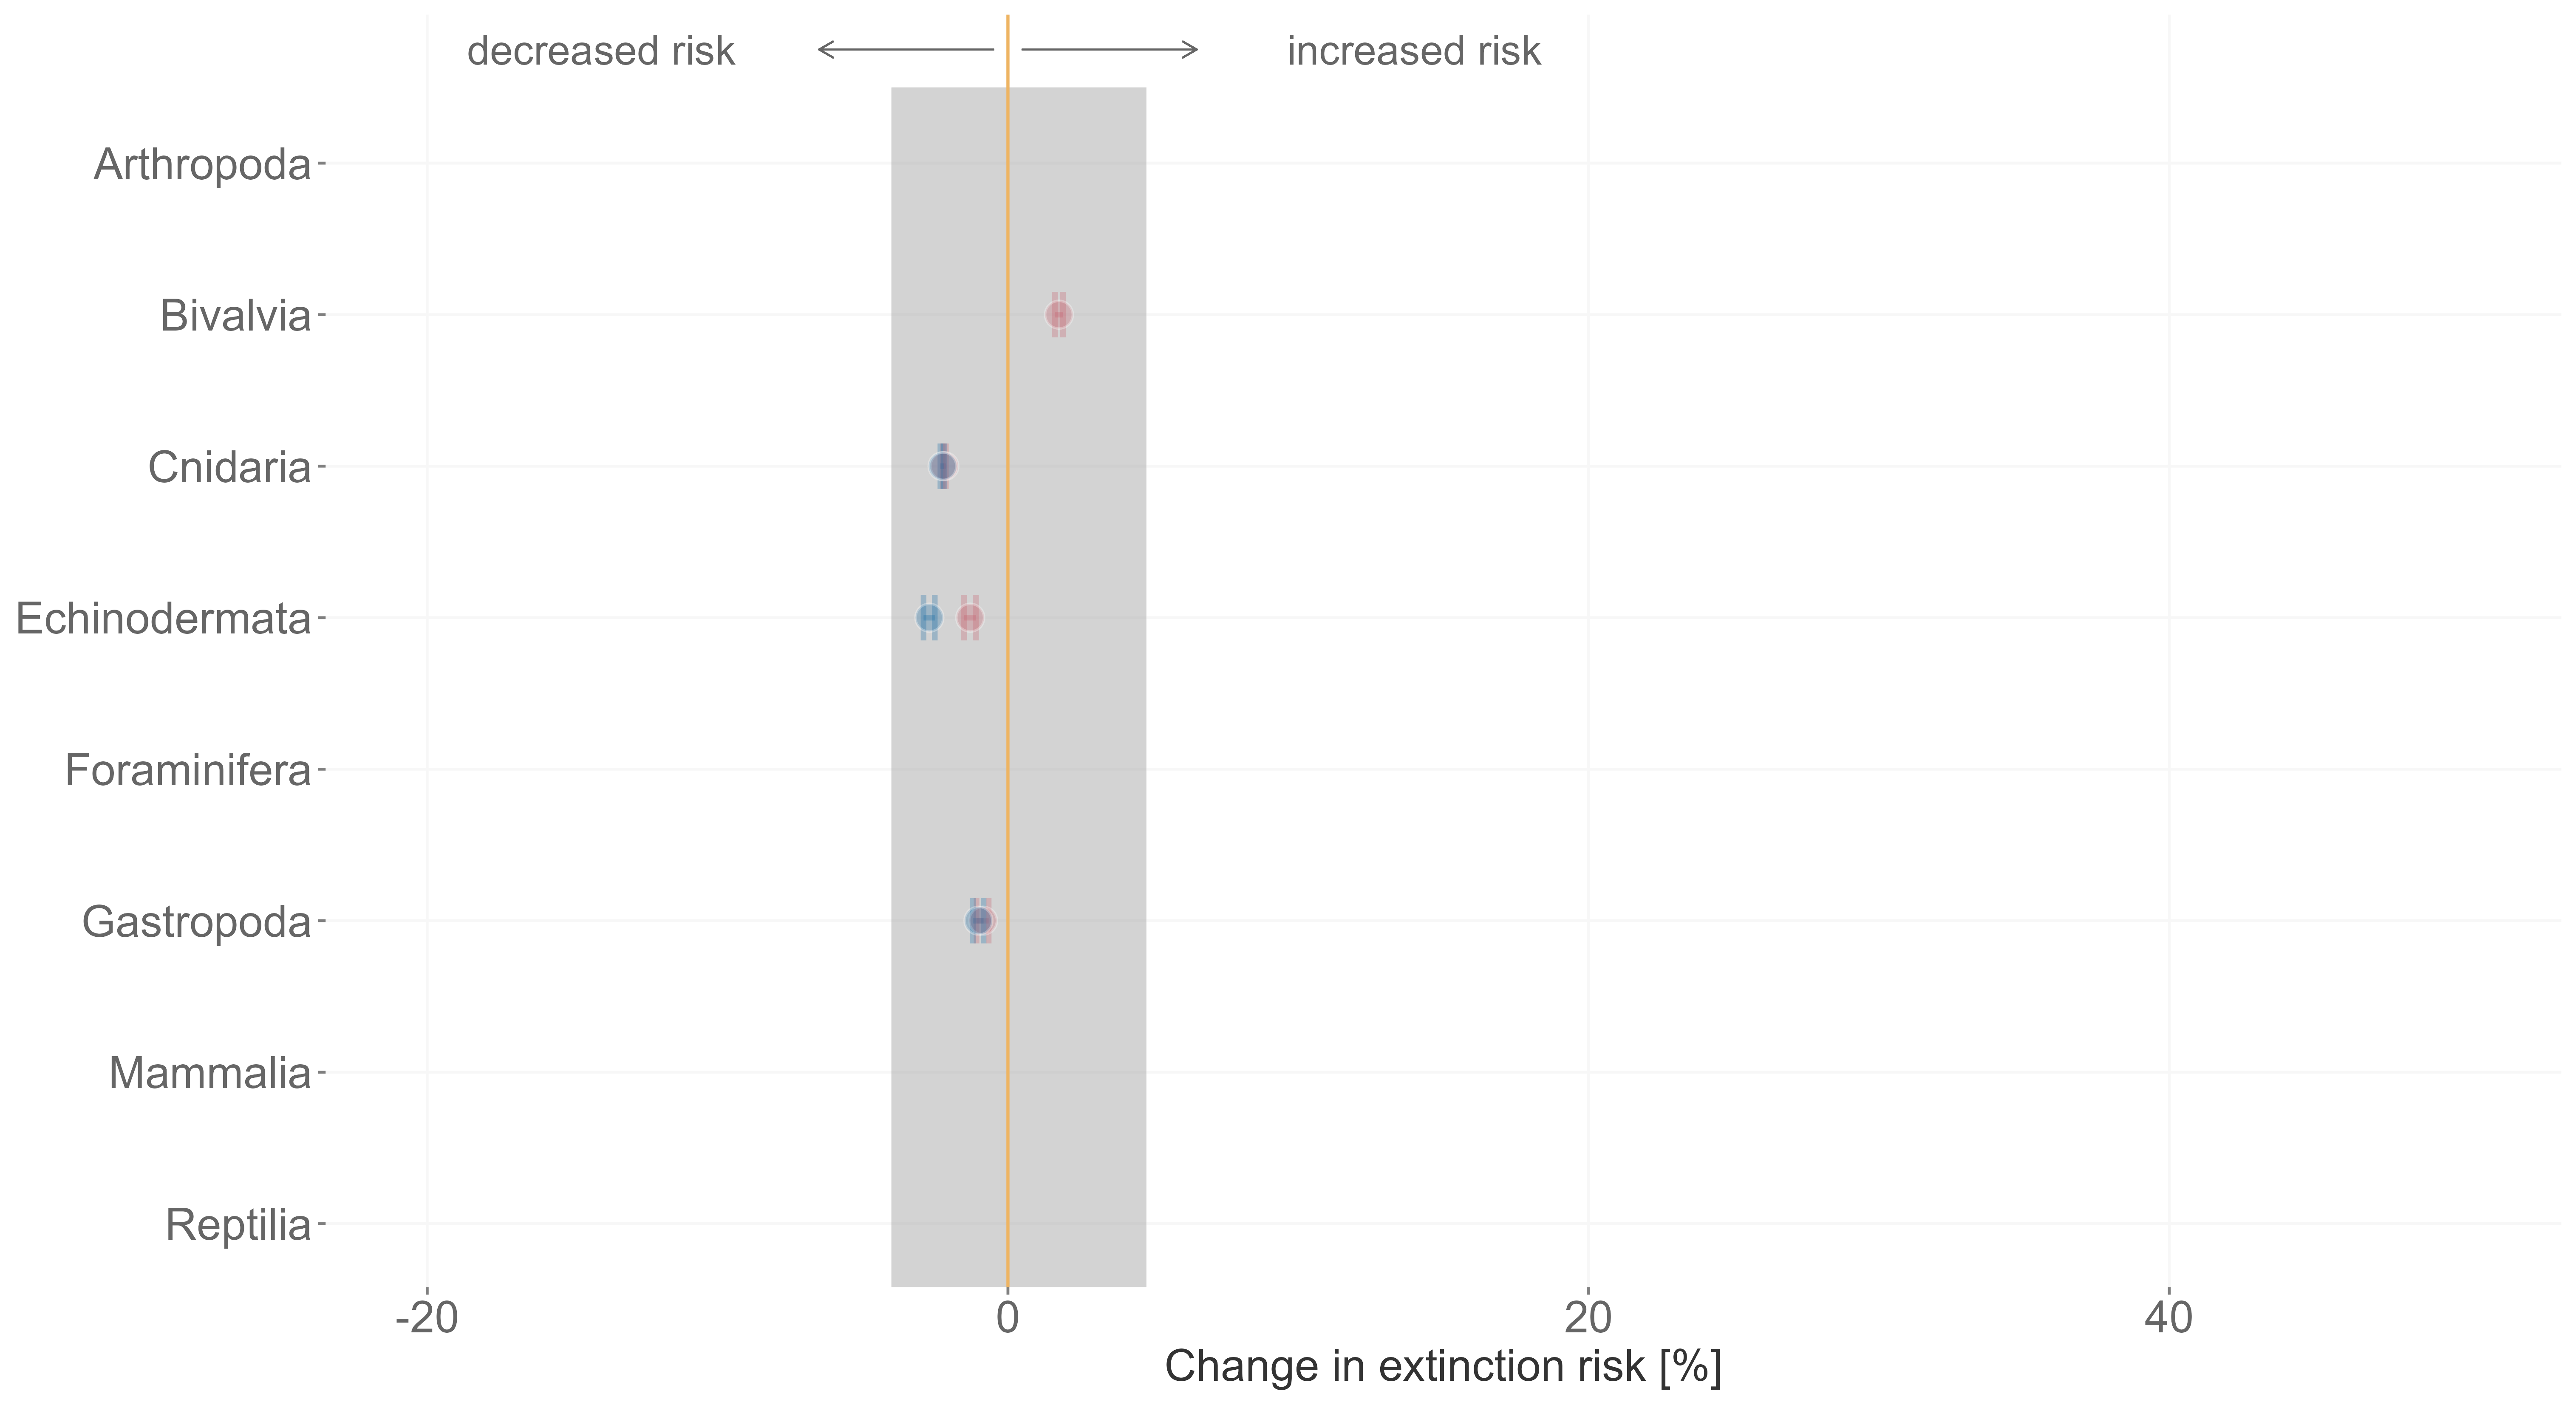 decreased risk
increased risk
Arthropoda
Bivalvia
Cnidaria
Echinodermata
Foraminifera
Gastropoda
Mammalia
Reptilia
-20 0 20 40
Change in extinction risk [%]